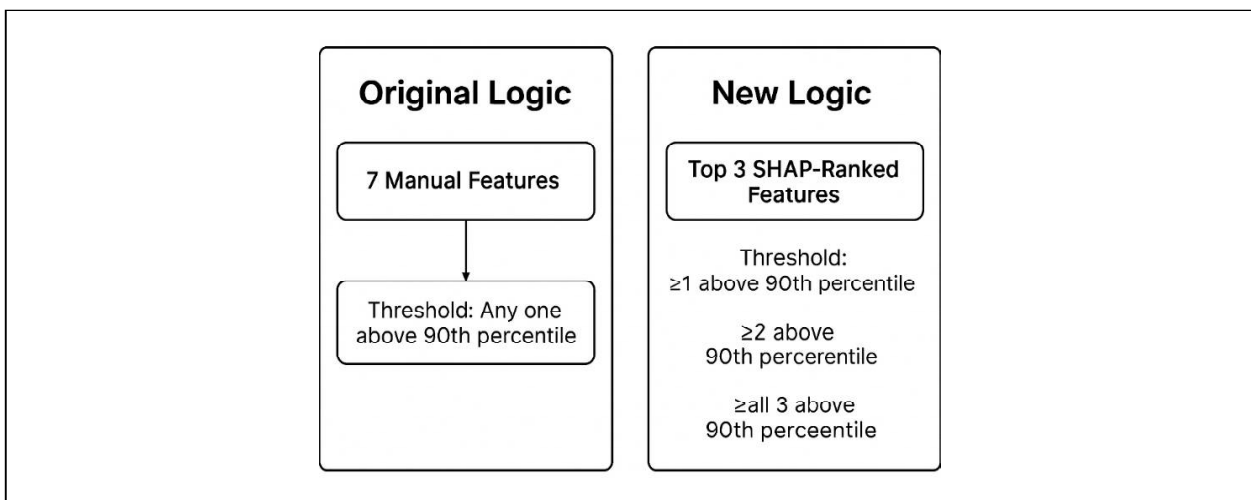 Original Logic
7 Manual Features
Threshold: Any one
above 90th percentile
New Logic
Top 3 SHAP-Ranked
Features
Threshold:
≥1 above 90th percentile
≥2 above
90th percerentile
≥all 3 above
90th perceentile